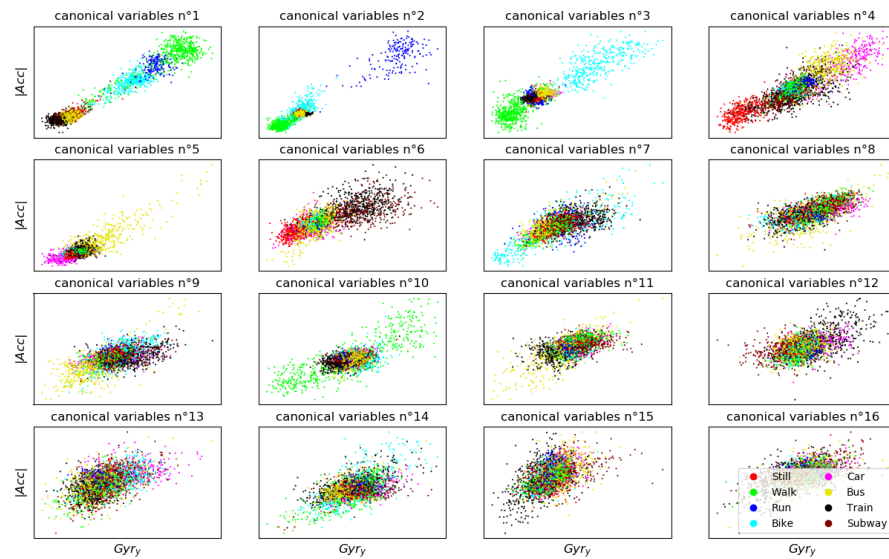 canonical variables n°1 canonical variables n°2 canonical variables n°3 canonical variables n°4
|Acc|
canonical variables n°5 canonical variables n°6 canonical variables n°7 canonical variables n°8
|Acc|
canonical variables n°9 canonical variables n°10 canonical variables n°11 canonical variables n°12
|Acc|
canonical variables n°13 canonical variables n°14 canonical variables n°15 canonical variables n°16
|Acc|
Still Car
Walk Bus
Run Train
Bike Subway
Gyr_y Gyr_y Gyr_y Gyr_y